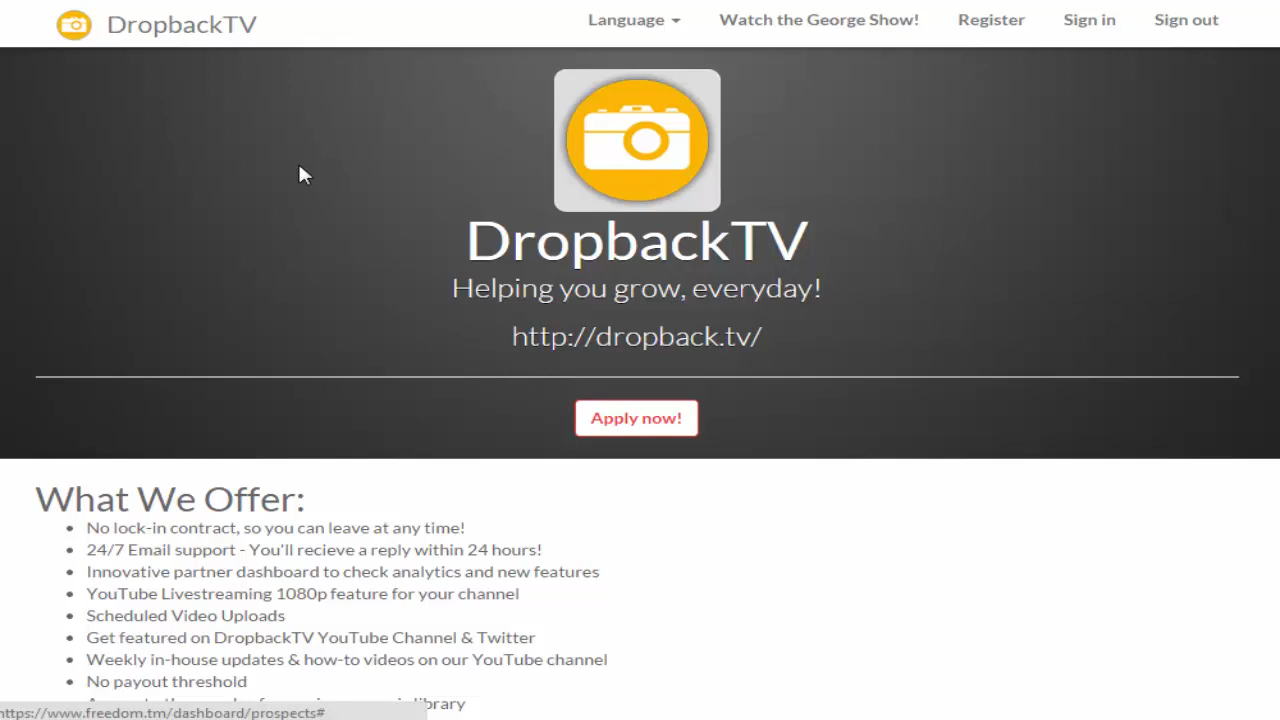 DropbackTV
Language Watch the George Show! Register Sign in Sign out
DropbackTV
Helping you grow, everyday!
http://dropback.tv/
Apply now!
What We Offer:
No lock-in contract, so you can leave at any time!
24/7 Email support - You'll recieve a reply within 24 hours!
Innovative partner dashboard to check analytics and new features
YouTube Livestreaming 1080p feature for your channel
Scheduled Video Uploads
Get featured on DropbackTV YouTube Channel & Twitter
Weekly in-house updates & how-to videos on our YouTube channel
No payout threshold
library
https://www.freedom.tm/dashboard/prospects#